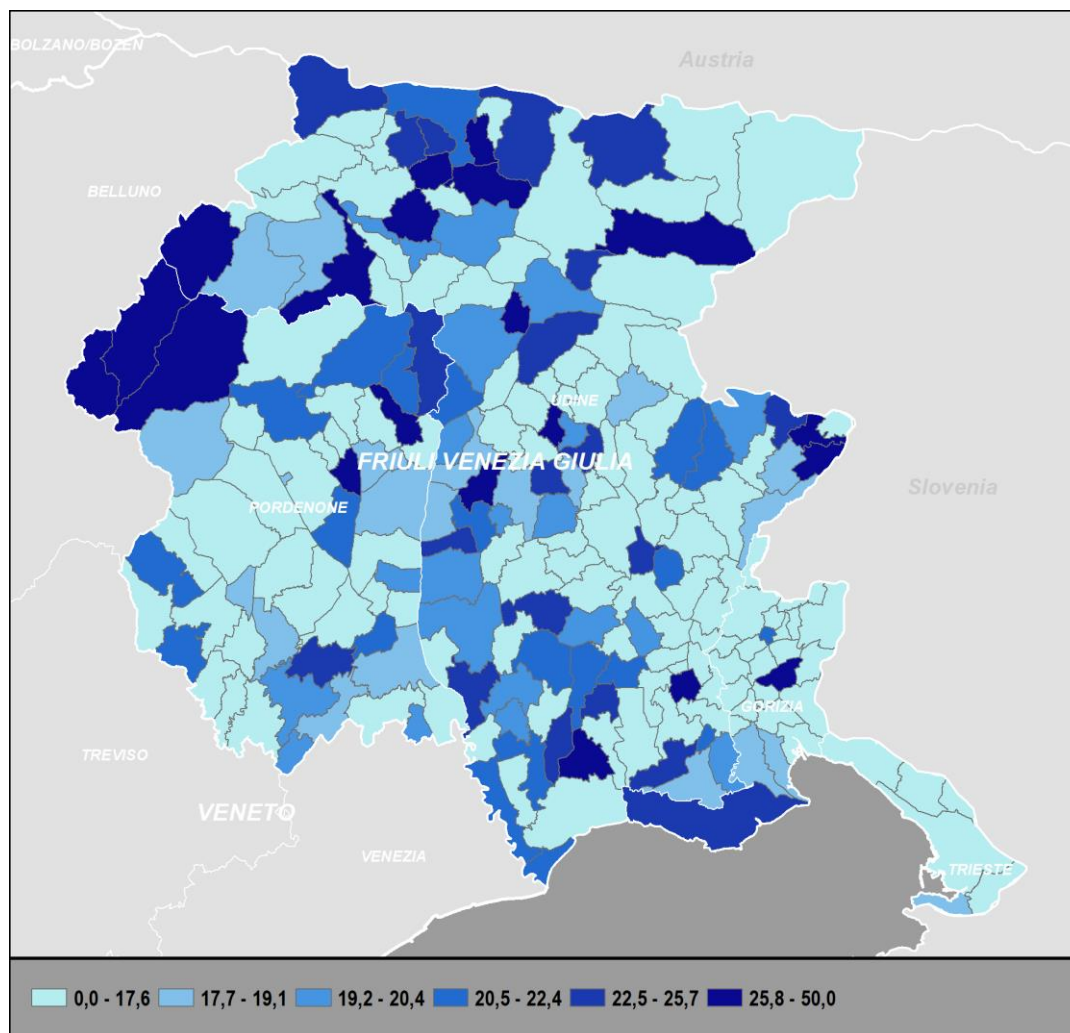 BOLZANO/BOZEN
Austria
BELLUNO
UDINE
FRIULI VENEZIA GIULIA
Slovenia
PORDENONE
GORIZIA
TREVISO
VENETO
VENEZIA
TRIESTE
0,0 - 17,6 17,7 - 19,1 19,2 - 20,4 20,5 - 22,4 22,5 - 25,7 25,8 - 50,0